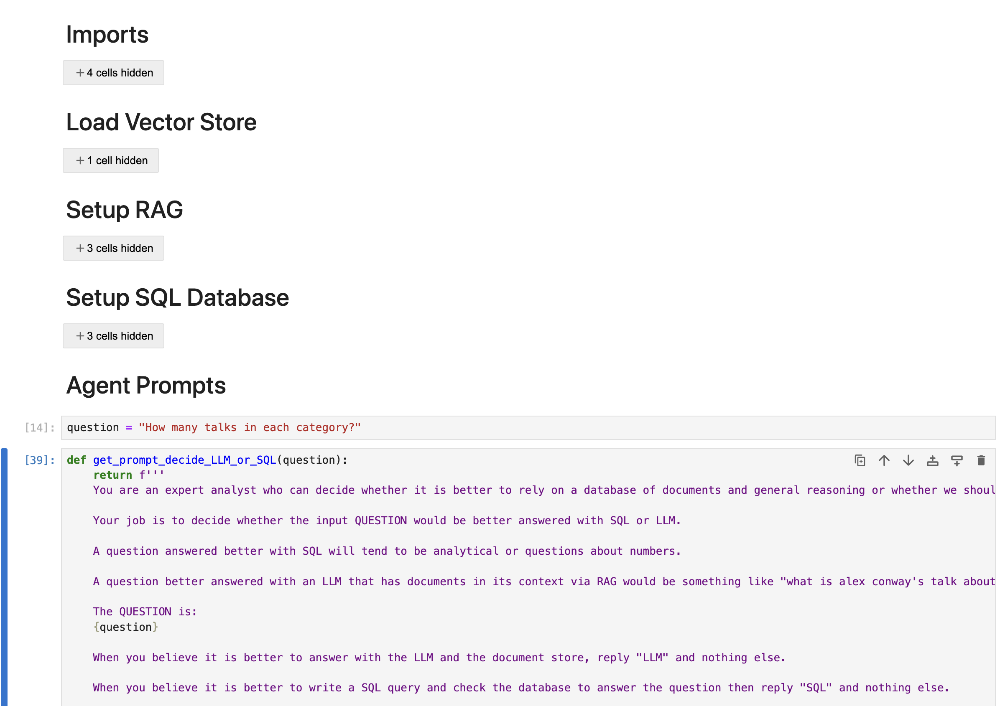 Imports
4 cells hidden
Load Vector Store
1 cell hidden
Setup RAG
3 cells hidden
Setup SQL Database
3 cells hidden
Agent Prompts
[14]: question = "How many talks in each category?"
[39]: def get_prompt_decide_LLM_or_SQL(question):
return f'''
You are an expert analyst who can decide whether it is better to rely on a database of documents and general reasoning or whether we shoul
Your job is to decide whether the input QUESTION would be better answered with SQL or LLM.
A question answered better with SQL will tend to be analytical or questions about numbers.
A question better answered with an LLM that has documents in its context via RAG would be something like "what is alex conway's talk about
The QUESTION is:
{question}
When you believe it is better to answer with the LLM and the document store, reply "LLM" and nothing else.
When you believe it is better to write a SQL query and check the database to answer the question then reply "SQL" and nothing else.